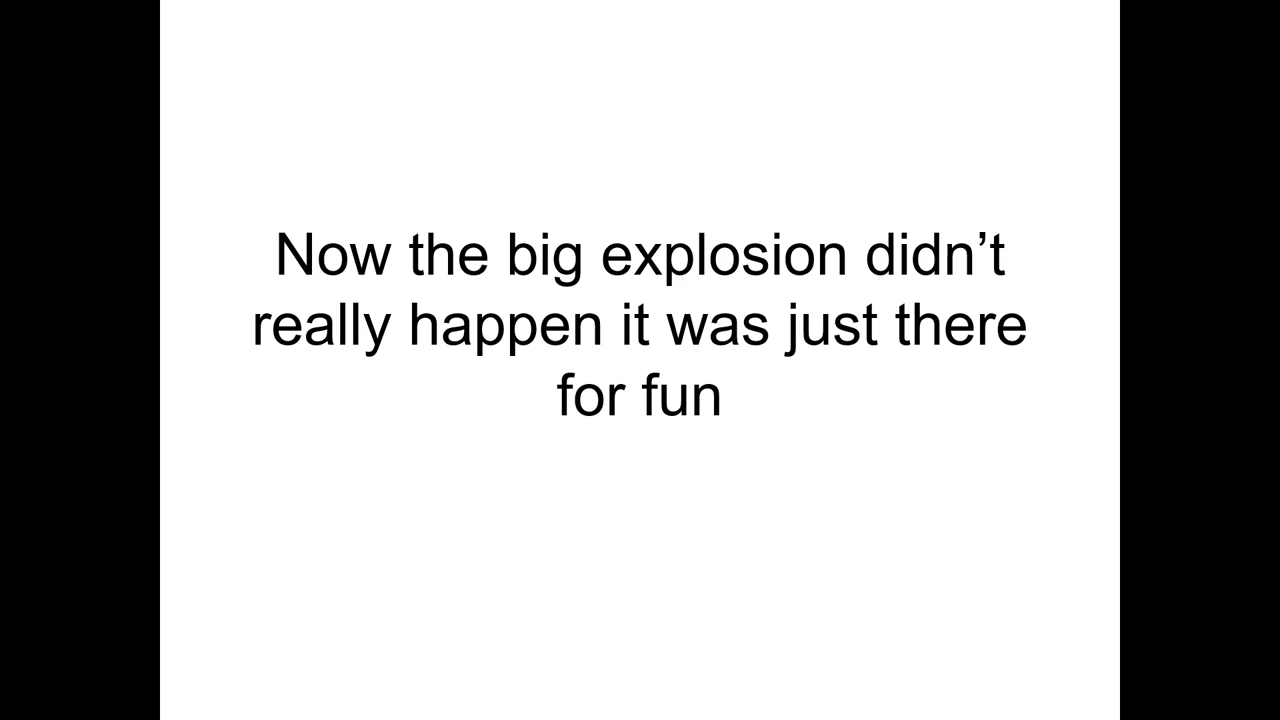 Now the big explosion didn’t
really happen it was just there
for fun